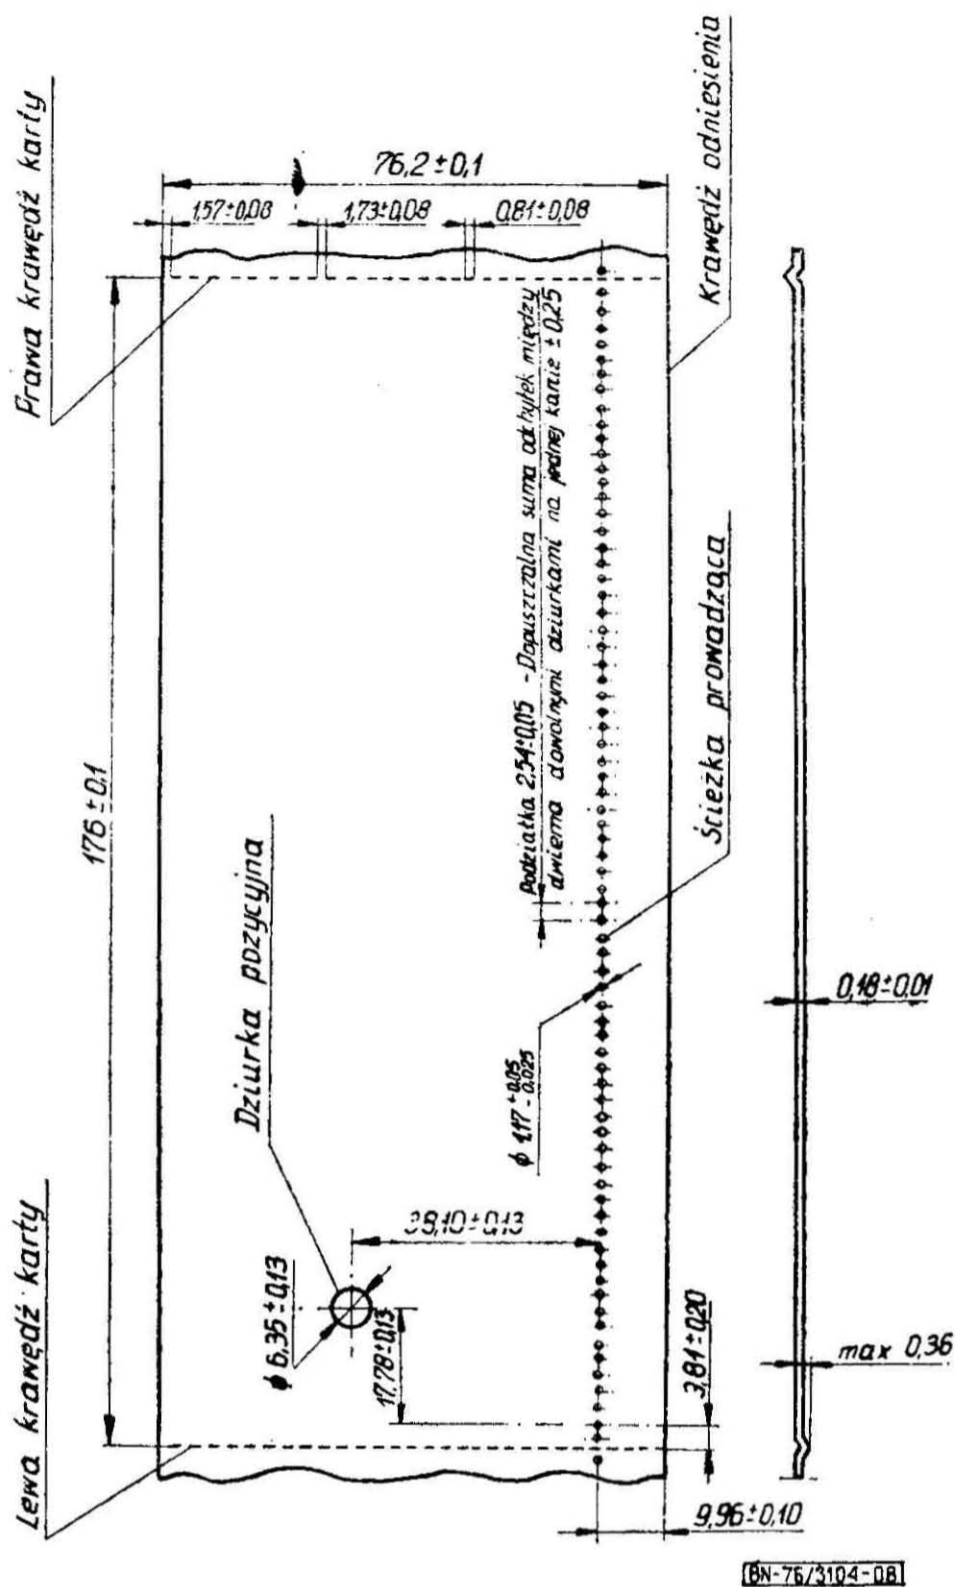 Prawa krawędź karty
76,2±0,1
1,57±0,08
1,73±0,08
0,81±0,08
Krawędź odniesienia
Podziałka 2,54±0,05 - Dopuszczalna suma odchyłek między
dwiema dowolnymi dziurkami na jednej karcie ±0,25
176±0,1
Ścieżka prowadząca
Dziurka pozycyjna
0,18±0,01
ϕ 1,17 +0,05 -0,025
38,10±0,13
ϕ 6,35±0,13
17,78±0,13
3,81±0,20
max 0,36
Lewa krawędź karty
9,96±0,10
BN-76/3104-08